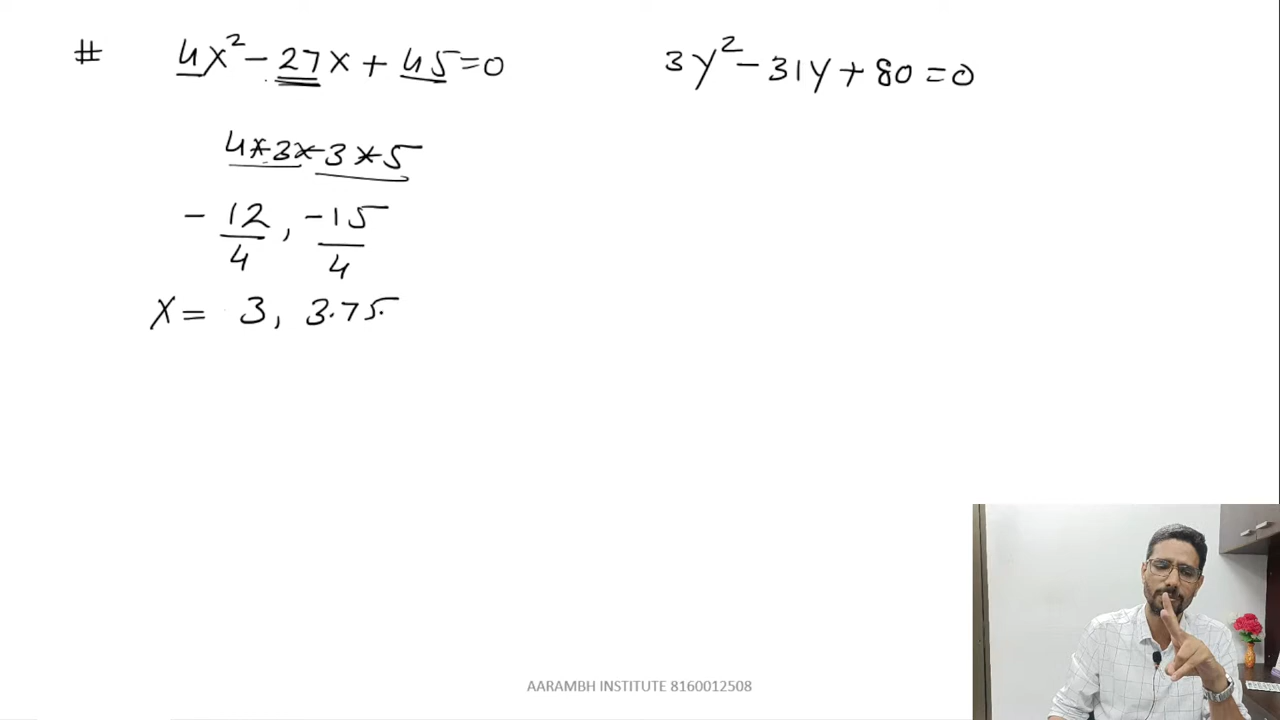 # 4x² - 27x + 45 = 0
3y² - 31y + 80 = 0
4 * 3 * 3 * 5
- 12/4 , -15/4
x = 3, 3.75
AARAMBH INSTITUTE 8160012508